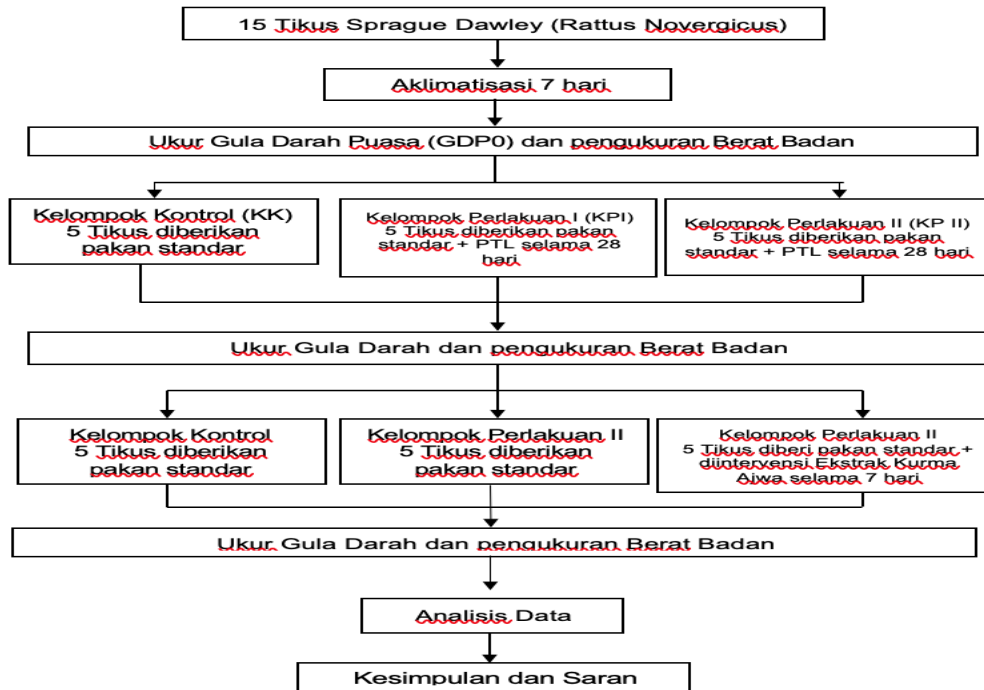 15 Tikus Sprague Dawley (Rattus Novergicus)
Aklimatisasi 7 hari
Ukur Gula Darah Puasa (GDP0) dan pengukuran Berat Badan
Kelompok Kontrol (KK)
5 Tikus diberikan
pakan standar
Kelompok Perlakuan I (KPI)
5 Tikus diberikan pakan
standar + PTL selama 28
hari
Kelompok Perlakuan II (KP II)
5 Tikus diberikan pakan
standar + PTL selama 28 hari
Ukur Gula Darah dan pengukuran Berat Badan
Kelompok Kontrol
5 Tikus diberikan
pakan standar
Kelompok Perlakuan II
5 Tikus diberikan
pakan standar
Kelompok Perlakuan II
5 Tikus diberi pakan standar +
diintervensi Ekstrak Kurma
Ajwa selama 7 hari
Ukur Gula Darah dan pengukuran Berat Badan
Analisis Data
Kesimpulan dan Saran